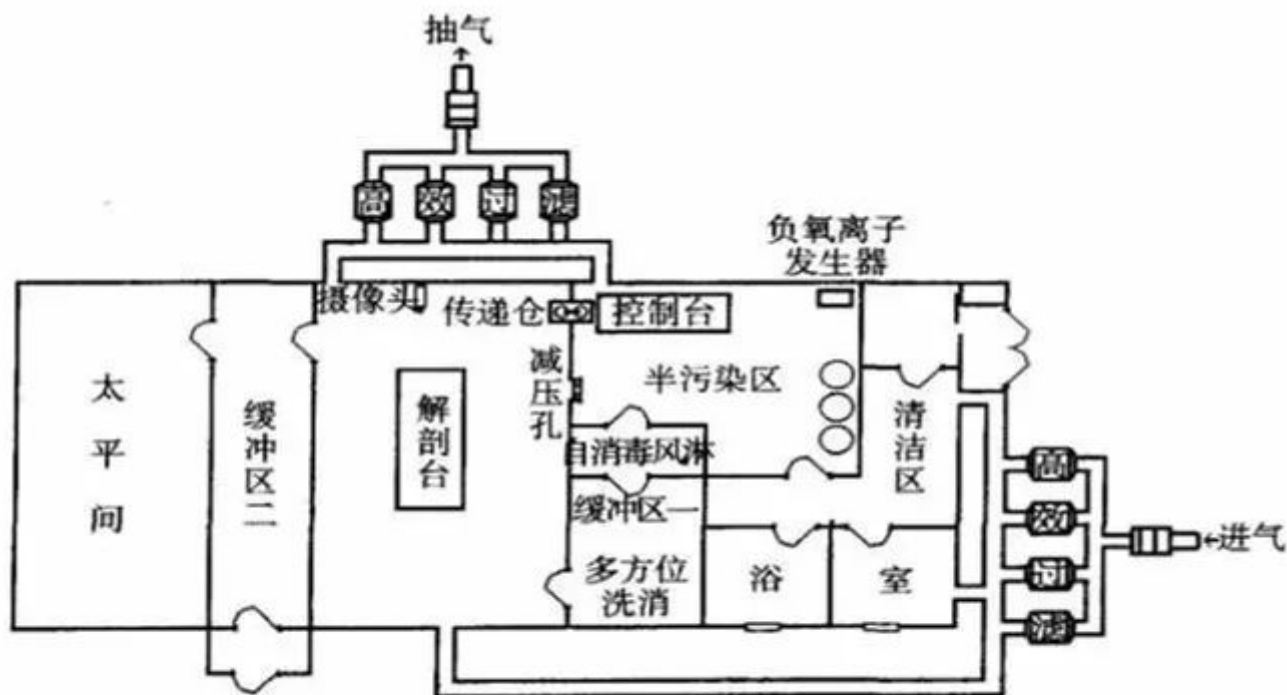 抽气
高 效 过 滤
负氧离子
发生器
摄像头
传递仓
控制台
减压孔
半污染区
太平间
缓冲区二
解剖台
清洁区
自消毒风淋
缓冲区一
多方位
洗消
浴 室
高
效
过
滤
进气